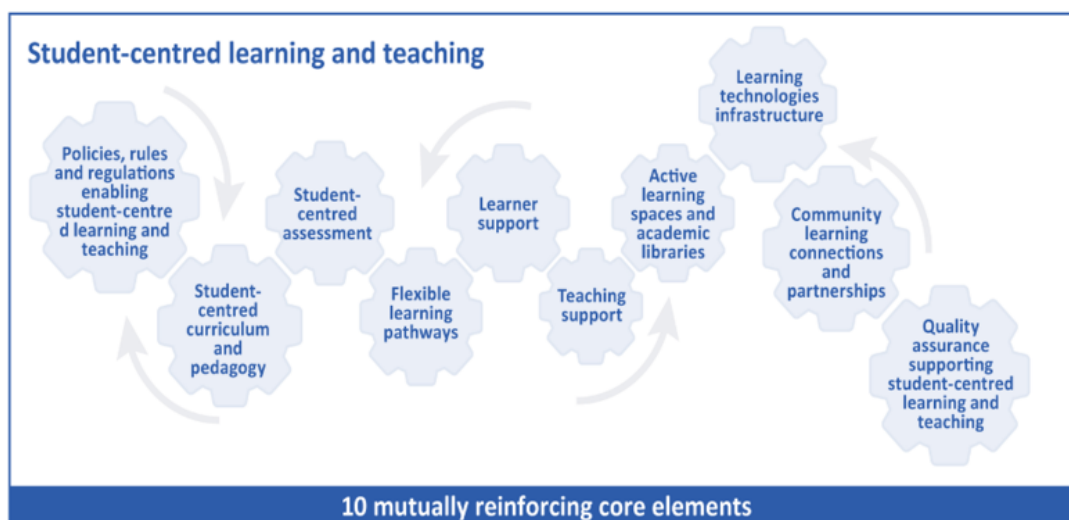 Student-centred learning and teaching
Policies, rules
and regulations
enabling
student-centre
d learning and
teaching
Student-
centred
curriculum
and
pedagogy
Student-
centred
assessment
Flexible
learning
pathways
Learner
support
Teaching
support
Active
learning
spaces and
academic
libraries
Learning
technologies
infrastructure
Community
learning
connections
and
partnerships
Quality
assurance
supporting
student-centred
learning and
teaching
10 mutually reinforcing core elements